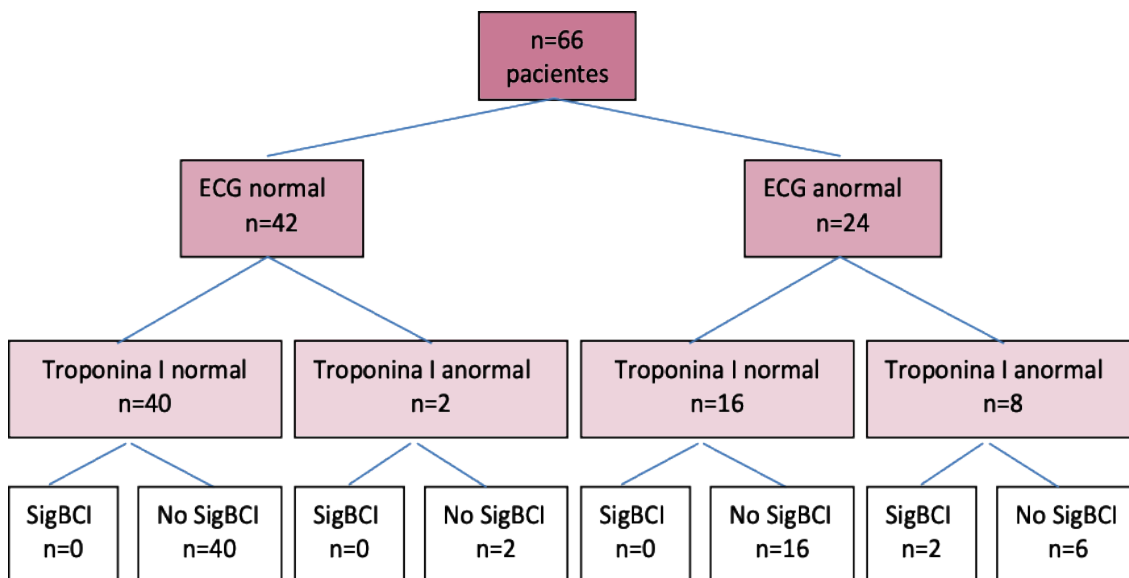 n=66
pacientes
ECG normal
n=42
ECG anormal
n=24
Troponina I normal
n=40
Troponina I anormal
n=2
Troponina I normal
n=16
Troponina I anormal
n=8
SigBCI
n=0
No SigBCI
n=40
SigBCI
n=0
No SigBCI
n=2
SigBCI
n=0
No SigBCI
n=16
SigBCI
n=2
No SigBCI
n=6